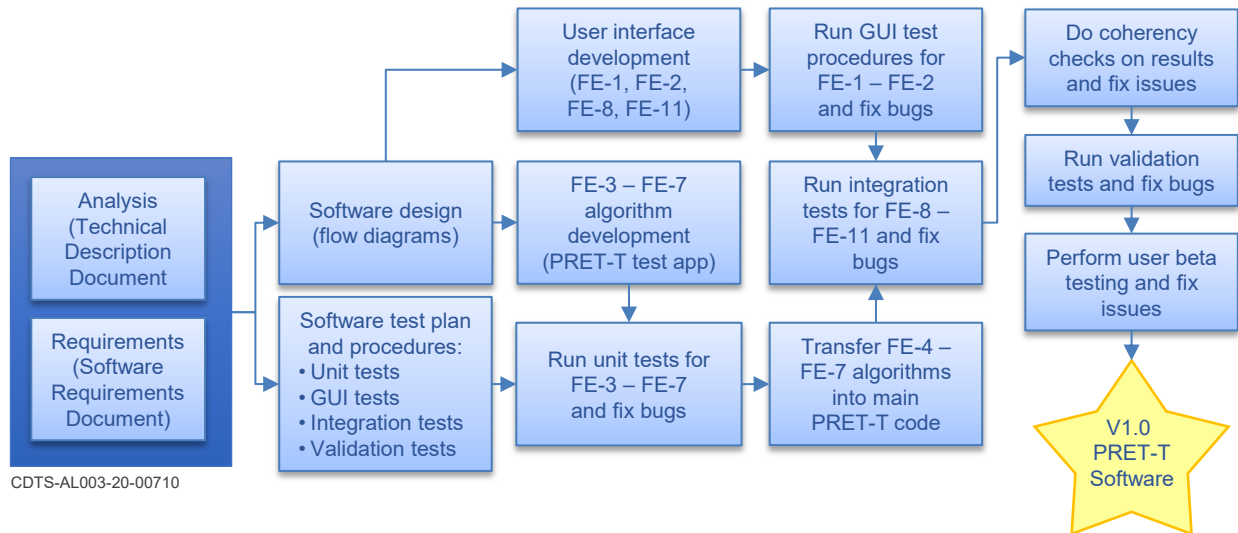 Analysis
(Technical
Description
Document
Requirements
(Software
Requirements
Document)
CDTS-AL003-20-00710
Software design
(flow diagrams)
Software test plan
and procedures:
• Unit tests
• GUI tests
• Integration tests
• Validation tests
User interface
development
(FE-1, FE-2,
FE-8, FE-11)
FE-3 – FE-7
algorithm
development
(PRET-T test app)
Run unit tests for
FE-3 – FE-7
and fix bugs
Run GUI test
procedures for
FE-1 – FE-2
and fix bugs
Run integration
tests for FE-8 –
FE-11 and fix
bugs
Transfer FE-4 –
FE-7 algorithms
into main
PRET-T code
Do coherency
checks on results
and fix issues
Run validation
tests and fix bugs
Perform user beta
testing and fix
issues
V1.0
PRET-T
Software